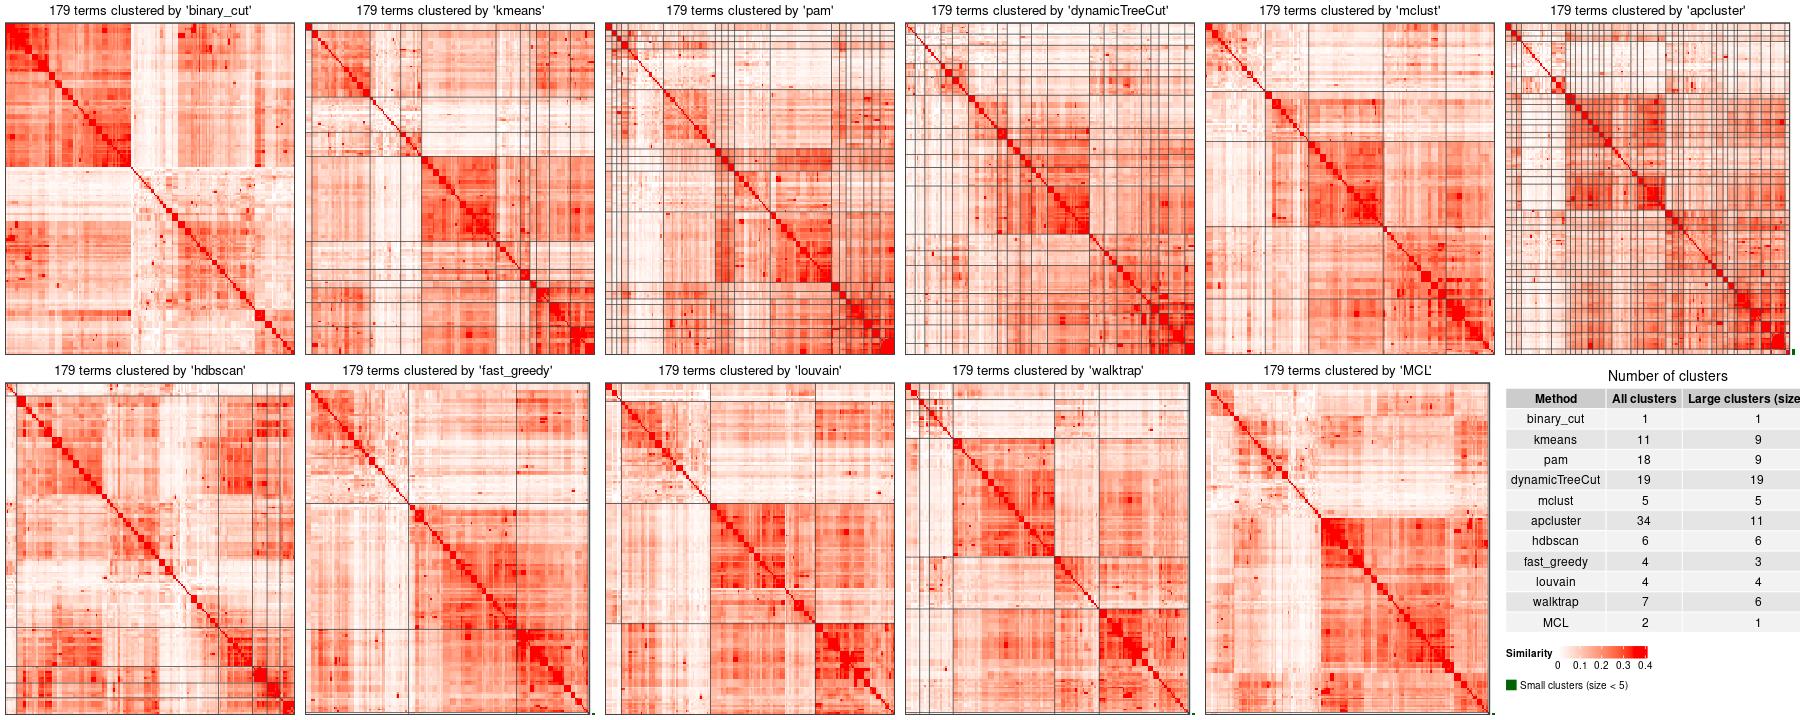 179 terms clustered by 'binary_cut'
179 terms clustered by 'kmeans'
179 terms clustered by 'pam'
179 terms clustered by 'dynamicTreeCut'
179 terms clustered by 'mclust'
179 terms clustered by 'apcluster'
179 terms clustered by 'hdbscan'
179 terms clustered by 'fast_greedy'
179 terms clustered by 'louvain'
179 terms clustered by 'walktrap'
179 terms clustered by 'MCL'
Number of clusters
Method All clusters Large clusters (size
binary_cut 1 1
kmeans 11 9
pam 18 9
dynamicTreeCut 19 19
mclust 5 5
apcluster 34 11
hdbscan 6 6
fast_greedy 4 3
louvain 4 4
walktrap 7 6
MCL 2 1
Similarity
0 0.1 0.2 0.3 0.4
Small clusters (size < 5)